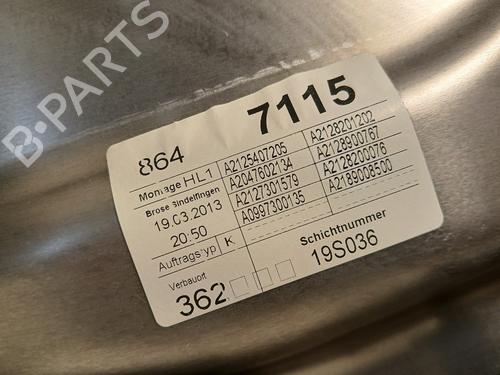 B-PARTS
864
7115
Montage HL1
Brose Sindelfingen
19.03.2013
20:50
Auftragstyp K
Verbauort
362
A2125407205
A2047602134
A2127301579
A0997300135
A2128201202
A2128900767
A2128200076
A2189008500
Schichtnummer
19S036